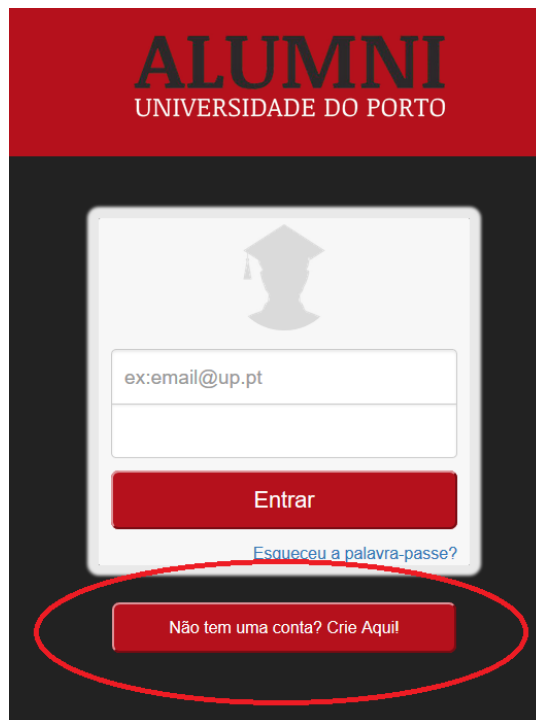 ALUMNI
UNIVERSIDADE DO PORTO
ex:email@up.pt
Entrar
Esqueceu a palavra-passe?
Não tem uma conta? Crie Aqui!